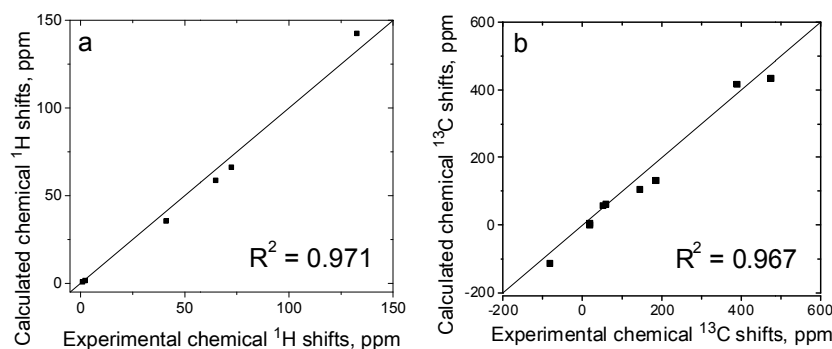 a
150
100
50
0
Calculated chemical ¹H shifts, ppm
R² = 0.971
0 50 100 150
Experimental chemical ¹H shifts, ppm
b
600
400
200
0
-200
Calculated chemical ¹³C shifts, ppm
R² = 0.967
-200 0 200 400 600
Experimental chemical ¹³C shifts, ppm